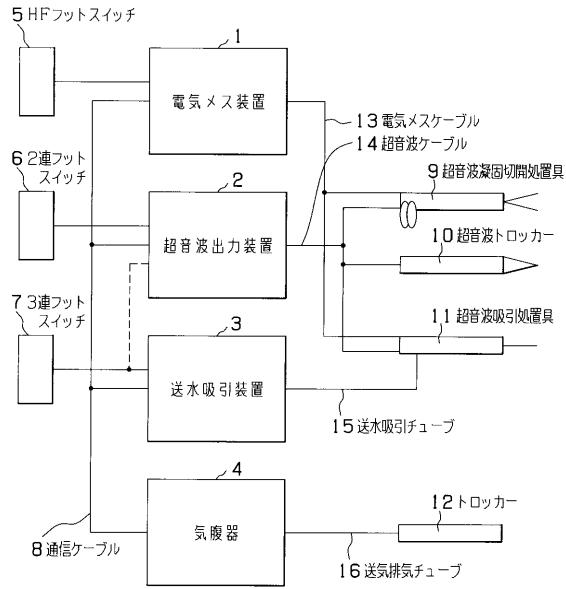 5 HFフットスイッチ
1
電気メス装置
13 電気メスケーブル
14 超音波ケーブル
6 2連フット
スイッチ
2
超音波出力装置
9 超音波凝固切開処置具
10 超音波トロッカー
7 3連フット
スイッチ
3
送水吸引装置
11 超音波吸引処置具
15 送水吸引チューブ
4
気腹器
12 トロッカー
8 通信ケーブル
16 送気排気チューブ